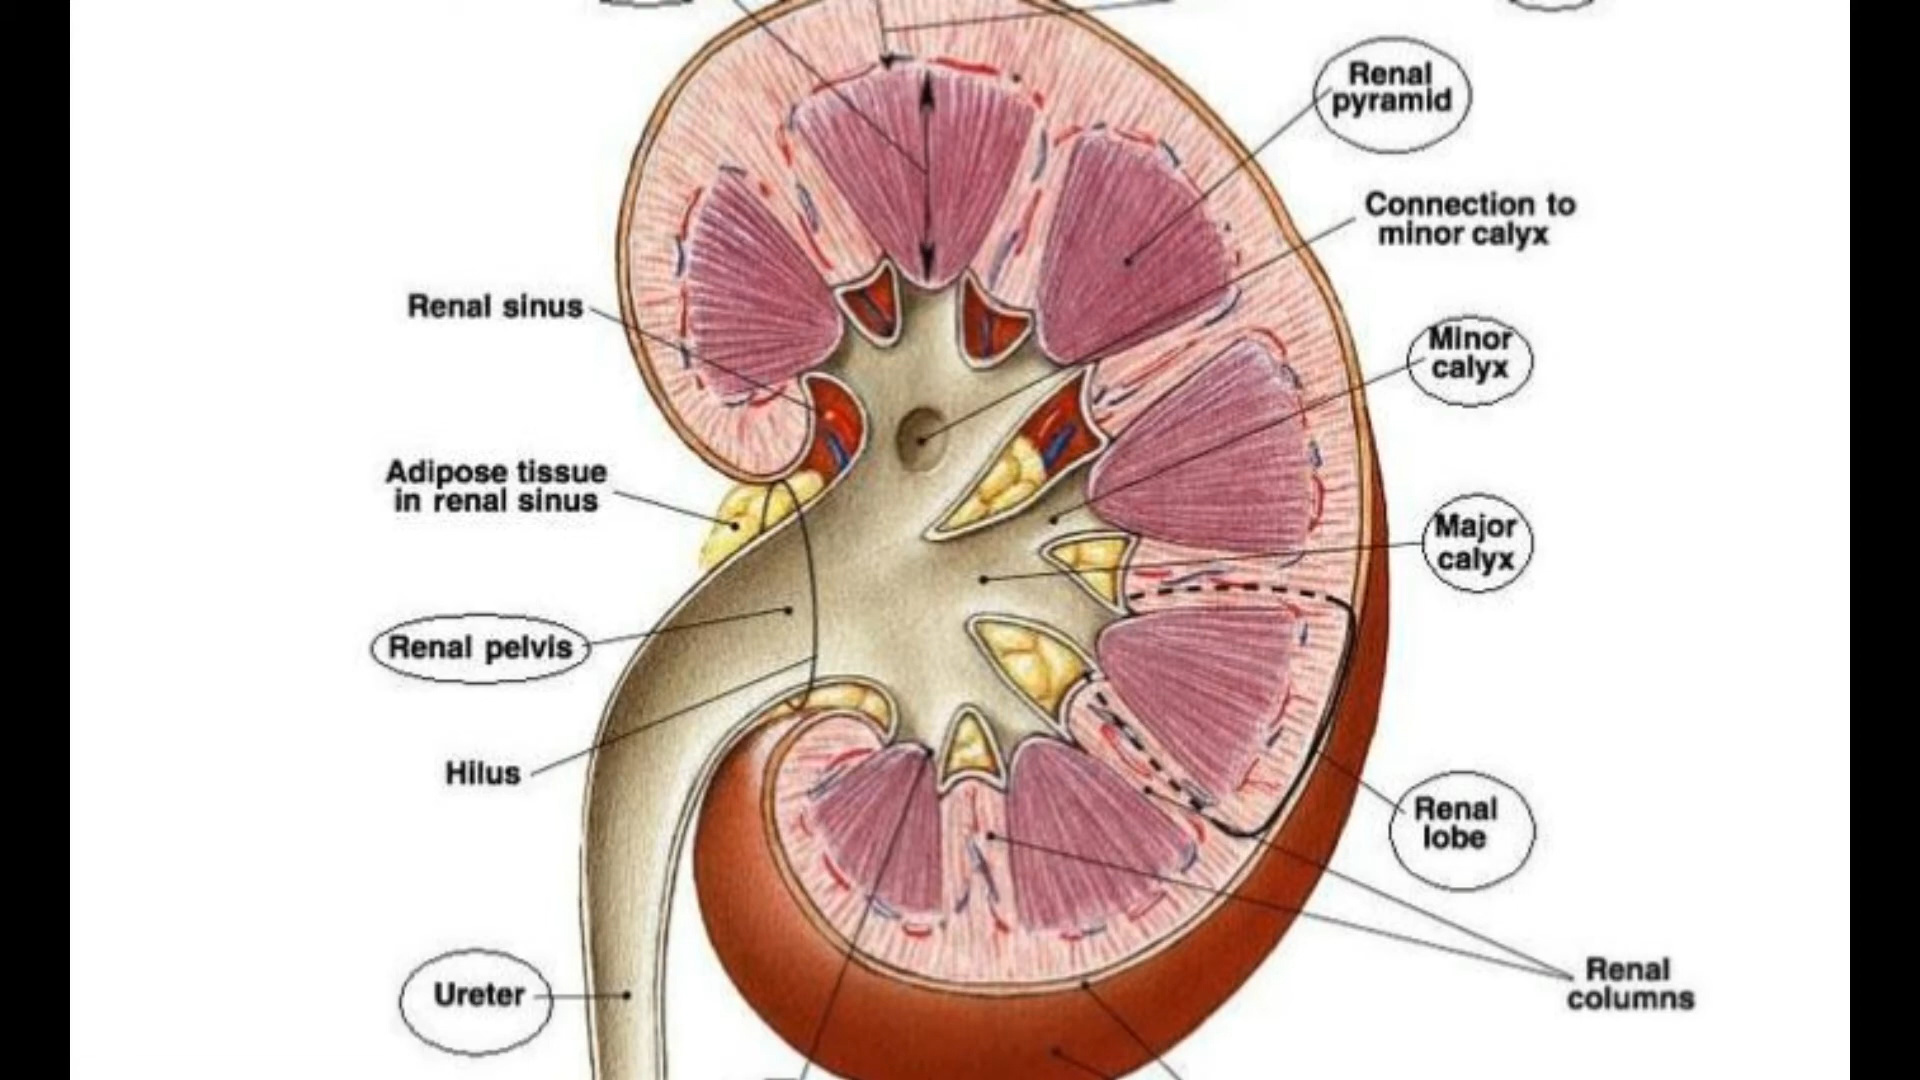 Renal
pyramid
Connection to
minor calyx
Renal sinus
Minor
calyx
Adipose tissue
in renal sinus
Major
calyx
Renal pelvis
Hilus
Renal
lobe
Ureter
Renal
columns